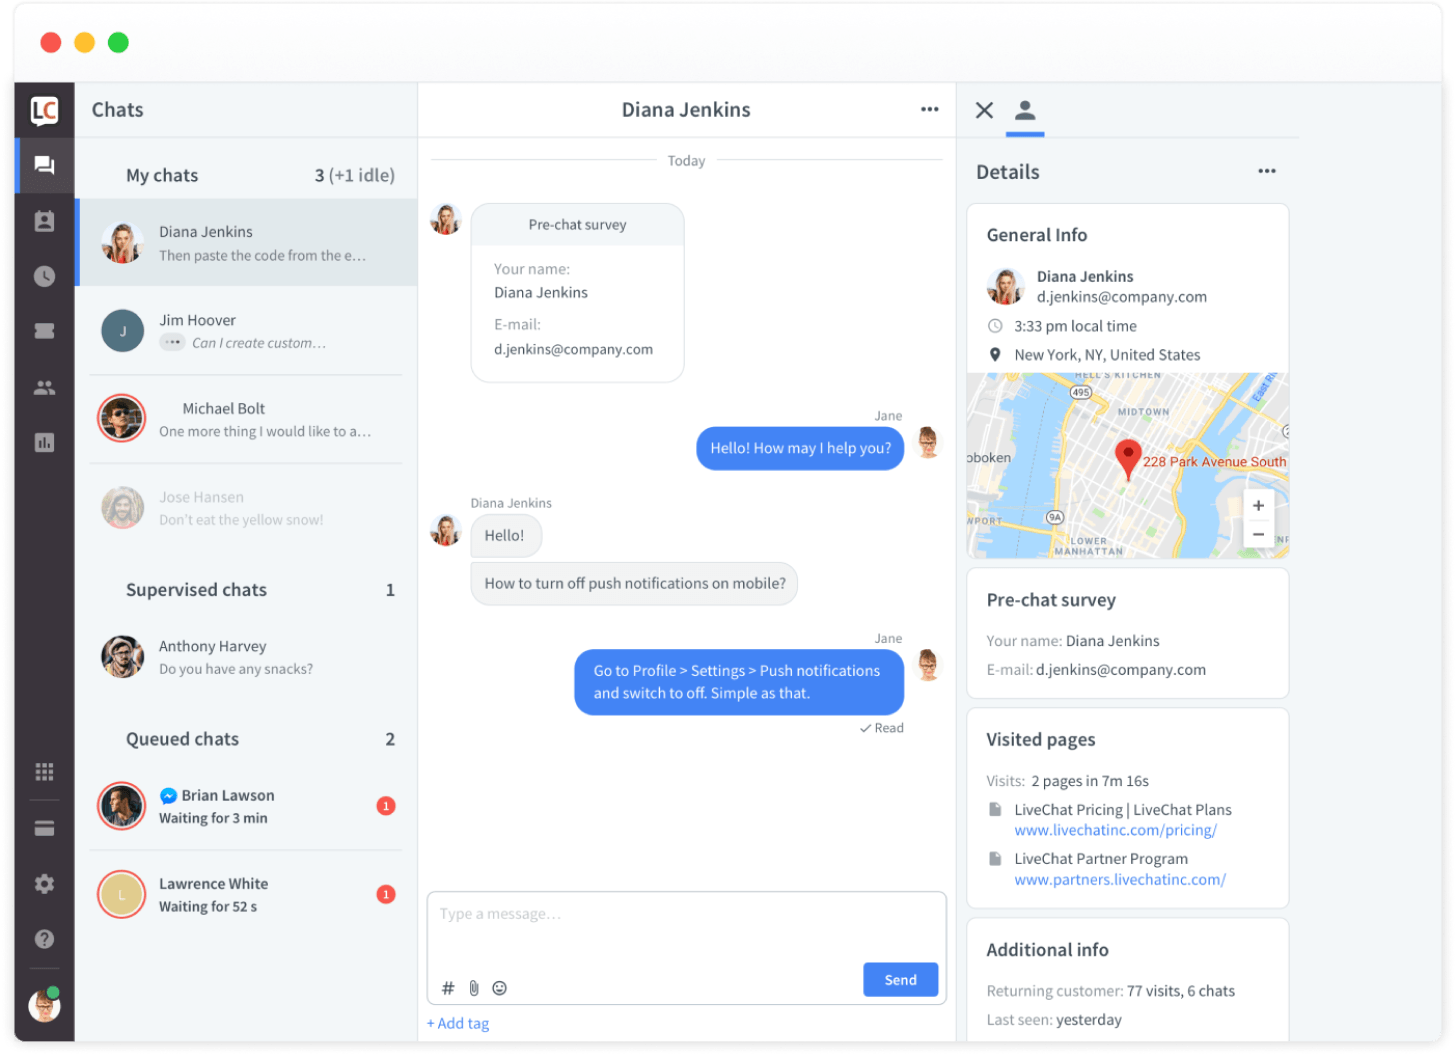 LC
Chats
My chats 3 (+1 idle)
Diana Jenkins
Then paste the code from the e…
J
Jim Hoover
Can I create custom…
Michael Bolt
One more thing I would like to a…
Jose Hansen
Don't eat the yellow snow!
Supervised chats 1
Anthony Harvey
Do you have any snacks?
Queued chats 2
Brian Lawson
Waiting for 3 min
1
L
Lawrence White
Waiting for 52 s
1
Diana Jenkins
Today
Pre-chat survey
Your name:
Diana Jenkins
E-mail:
d.jenkins@company.com
Jane
Hello! How may I help you?
Diana Jenkins
Hello!
How to turn off push notifications on mobile?
Jane
Go to Profile > Settings > Push notifications
and switch to off. Simple as that.
Read
Type a message…
Send
+ Add tag
Details
General Info
Diana Jenkins
d.jenkins@company.com
3:33 pm local time
New York, NY, United States
HELL'S KITCHEN
495
MIDTOWN
East Ri
oboken
228 Park Avenue South
9A
WPORT
LOWER
MANHATTAN
+
−
Pre-chat survey
Your name: Diana Jenkins
E-mail: d.jenkins@company.com
Visited pages
Visits: 2 pages in 7m 16s
LiveChat Pricing | LiveChat Plans
www.livechatinc.com/pricing/
LiveChat Partner Program
www.partners.livechatinc.com/
Additional info
Returning customer: 77 visits, 6 chats
Last seen: yesterday